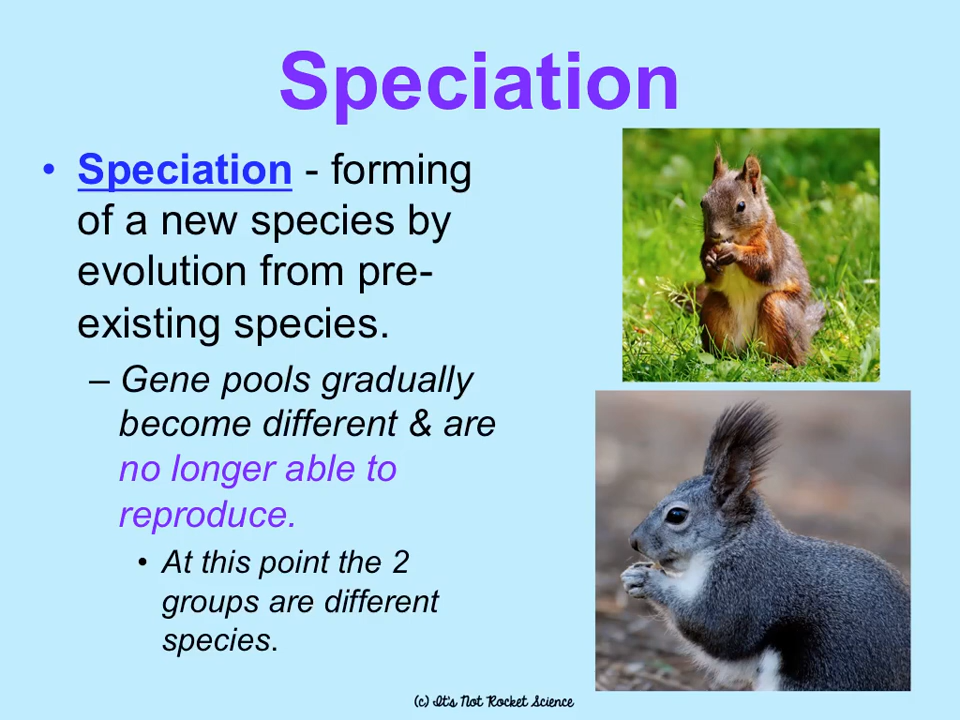 Speciation
• Speciation - forming
of a new species by
evolution from pre-
existing species.
– Gene pools gradually
become different & are
no longer able to
reproduce.
• At this point the 2
groups are different
species.
(c) It's Not Rocket Science